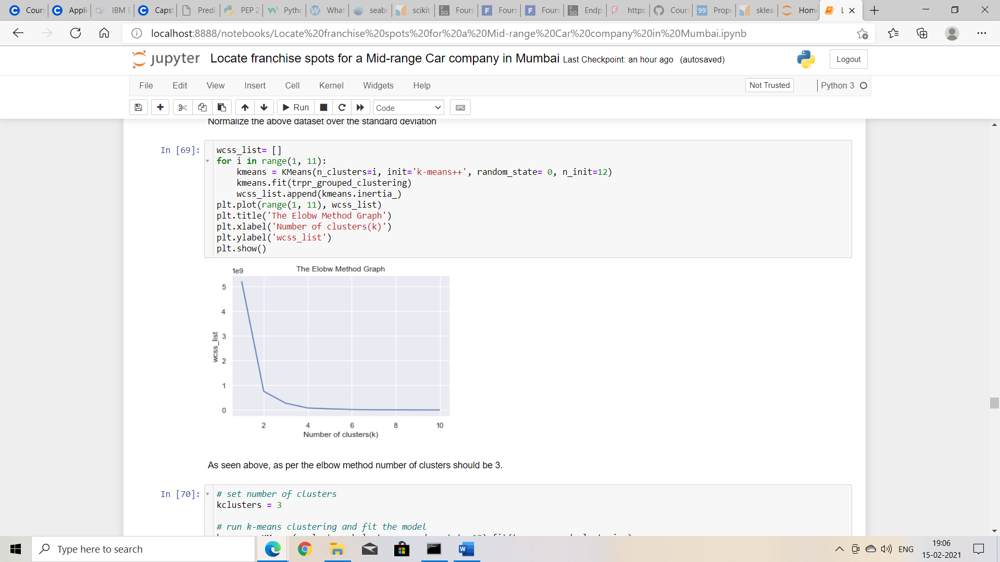 Cours Appli IBM D Capst Predi PEP 2 Pytho What seabo scikit- Fours Fours Fours Endp https: Cours Prope sklea Home L
localhost:8888/notebooks/Locate%20franchise%20spots%20for%20a%20Mid-range%20Car%20company%20in%20Mumbai.ipynb
jupyter Locate franchise spots for a Mid-range Car company in Mumbai Last Checkpoint: an hour ago (autosaved)
Logout
File Edit View Insert Cell Kernel Widgets Help
Not Trusted
Python 3
Run
Code
Normalize the above dataset over the standard deviation
In [69]:
wcss_list= []
for i in range(1, 11):
    kmeans = KMeans(n_clusters=i, init='k-means++', random_state= 0, n_init=12)
    kmeans.fit(trpr_grouped_clustering)
    wcss_list.append(kmeans.inertia_)
plt.plot(range(1, 11), wcss_list)
plt.title('The Elobw Method Graph')
plt.xlabel('Number of clusters(k)')
plt.ylabel('wcss_list')
plt.show()
1e9
The Elobw Method Graph
5
4
3
2
1
0
wcss_list
2 4 6 8 10
Number of clusters(k)
As seen above, as per the elbow method number of clusters should be 3.
In [70]:
# set number of clusters
kclusters = 3
# run k-means clustering and fit the model
Type here to search
ENG
19:06
15-02-2021